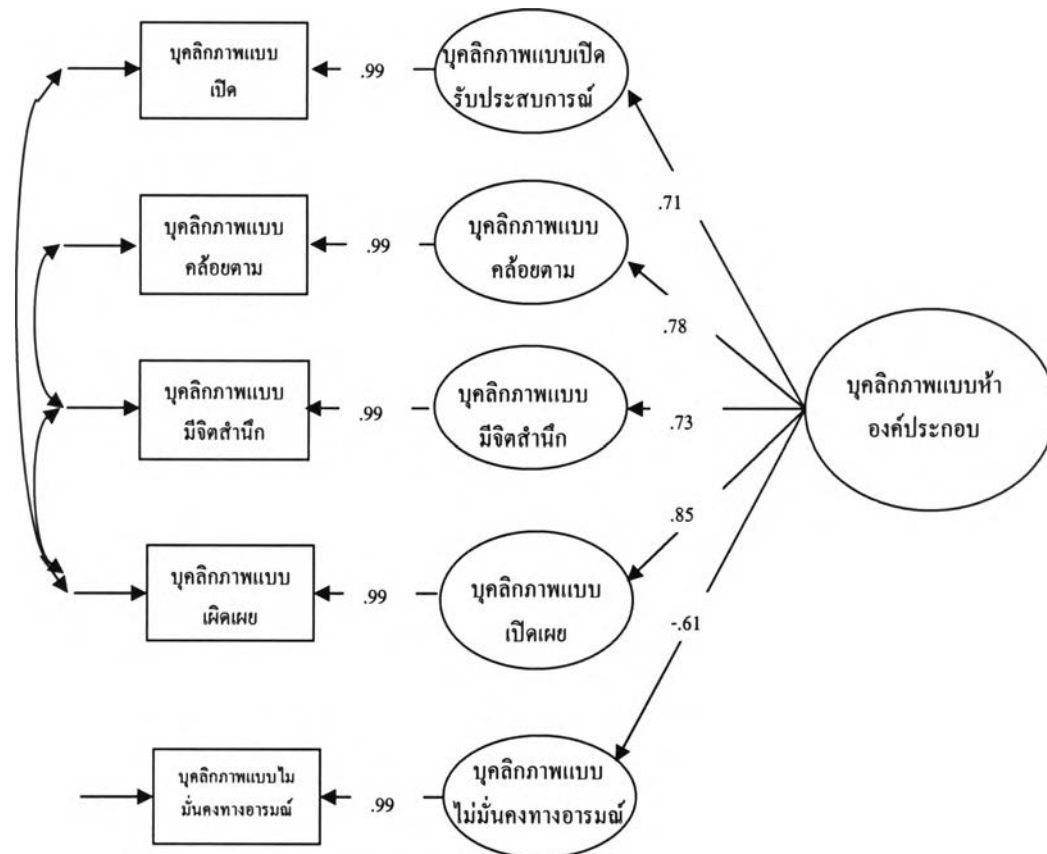 บุคลิกภาพแบบ
เปิด
.99
บุคลิกภาพแบบเปิด
รับประสบการณ์
.71
บุคลิกภาพแบบ
คล้อยตาม
.99
บุคลิกภาพแบบ
คล้อยตาม
.78
บุคลิกภาพแบบ
มีจิตสำนึก
.99
บุคลิกภาพแบบ
มีจิตสำนึก
.73
บุคลิกภาพแบบห้า
องค์ประกอบ
บุคลิกภาพแบบ
เผิดเผย
.99
บุคลิกภาพแบบ
เปิดเผย
.85
-.61
บุคลิกภาพแบบไม
มั่นคงทางอารมณ์
.99
บุคลิกภาพแบบ
ไม่มั่นคงทางอารมณ์